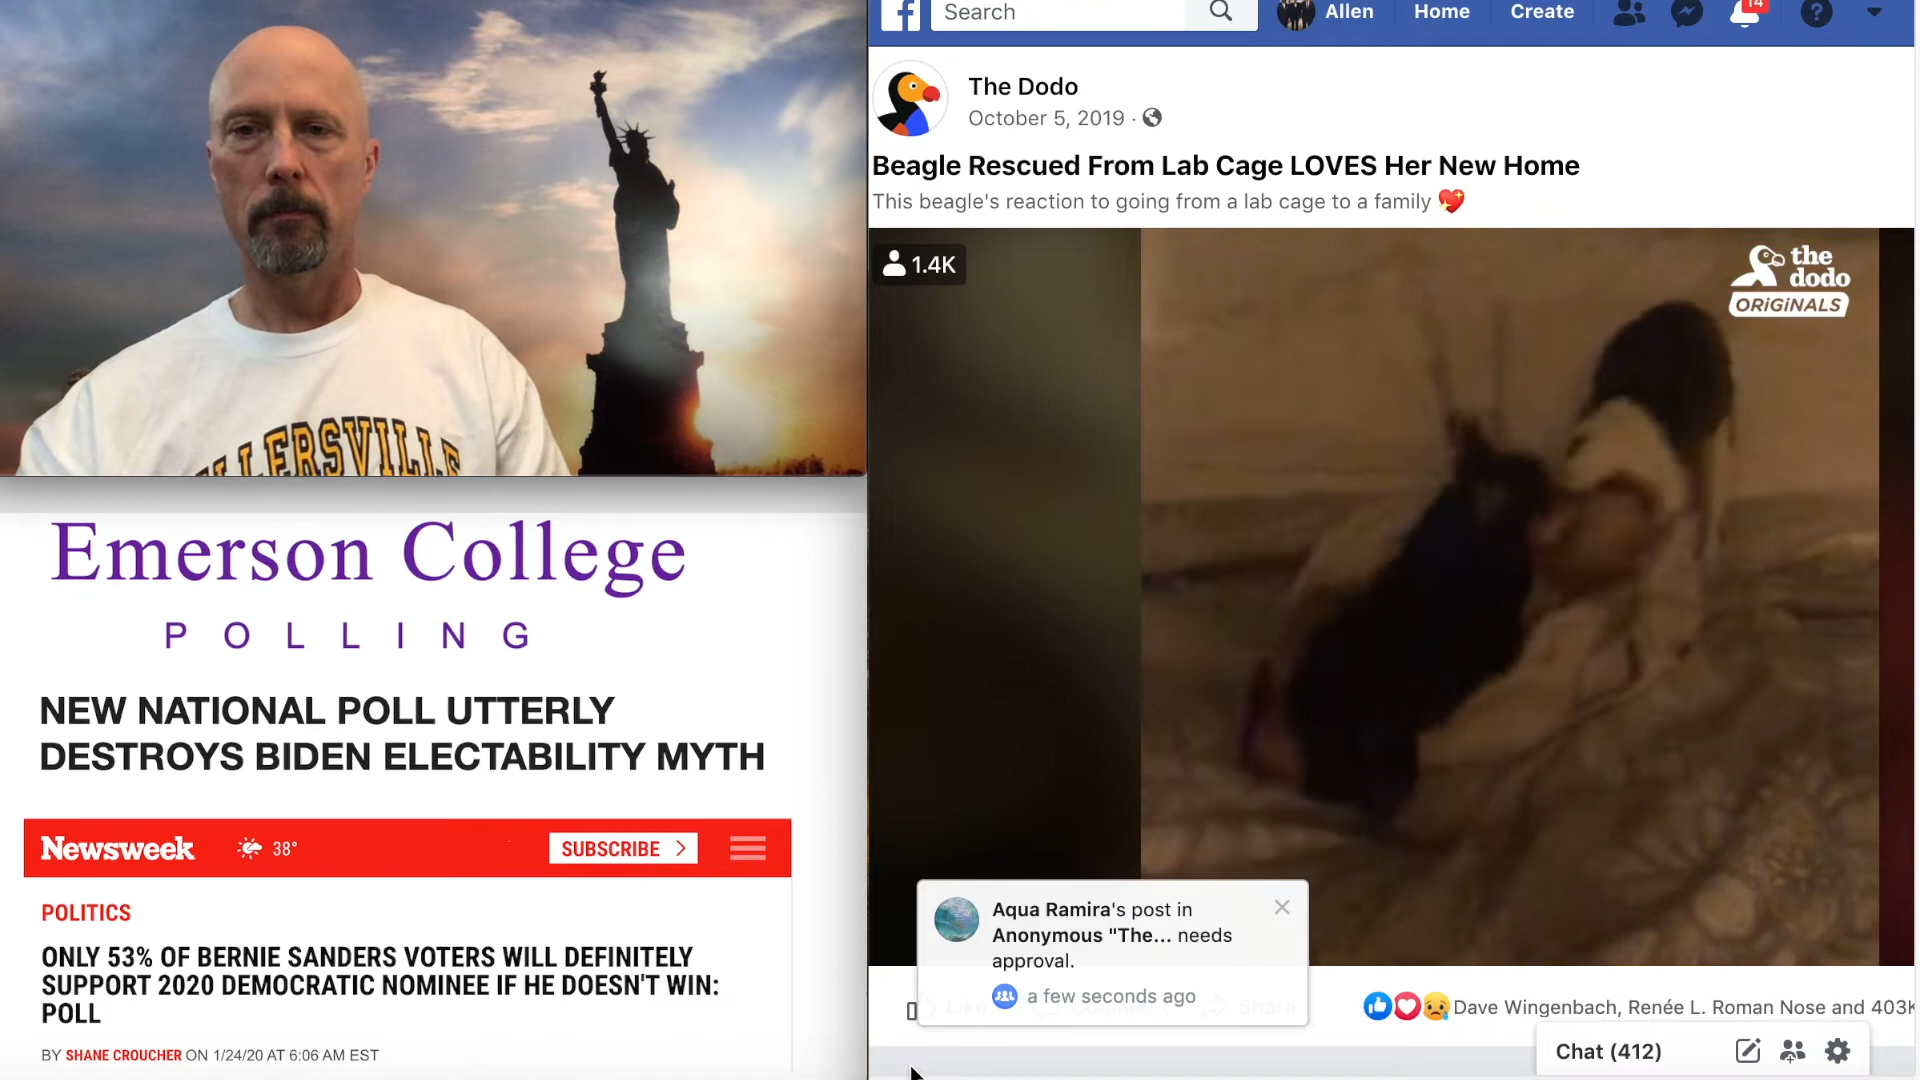 LLERSVILLE
Emerson College
POLLING
NEW NATIONAL POLL UTTERLY
DESTROYS BIDEN ELECTABILITY MYTH
Newsweek 38° SUBSCRIBE
POLITICS
ONLY 53% OF BERNIE SANDERS VOTERS WILL DEFINITELY
SUPPORT 2020 DEMOCRATIC NOMINEE IF HE DOESN'T WIN:
POLL
BY SHANE CROUCHER ON 1/24/20 AT 6:06 AM EST
Search Allen Home Create 14
The Dodo
October 5, 2019 ·
Beagle Rescued From Lab Cage LOVES Her New Home
This beagle's reaction to going from a lab cage to a family 💖
1.4K
the
dodo
ORiGiNALS
Aqua Ramira's post in
Anonymous "The... needs
approval.
a few seconds ago
Like Comment Share
Dave Wingenbach, Renée L. Roman Nose and 403K
Chat (412)